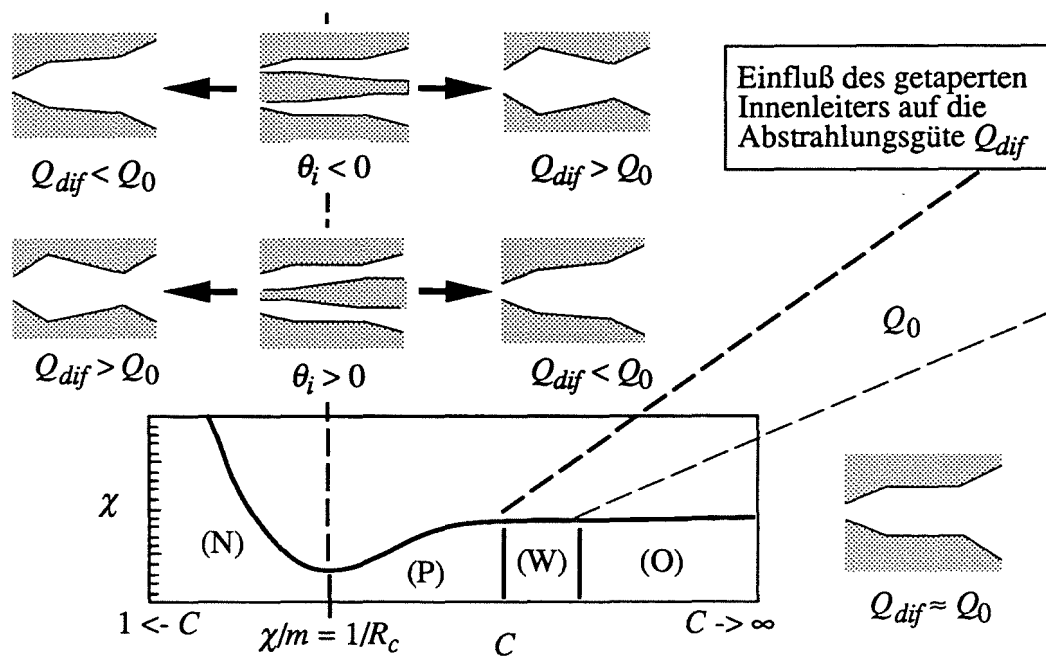 Einfluß des getaperten
Innenleiters auf die
Abstrahlungsgüte Q_dif
Q_dif < Q_0
θ_i < 0
Q_dif > Q_0
Q_dif > Q_0
θ_i > 0
Q_dif < Q_0
Q_0
χ
(N)
(P)
(W)
(O)
1 <- C
χ/m = 1/R_c
C
C -> ∞
Q_dif ≈ Q_0